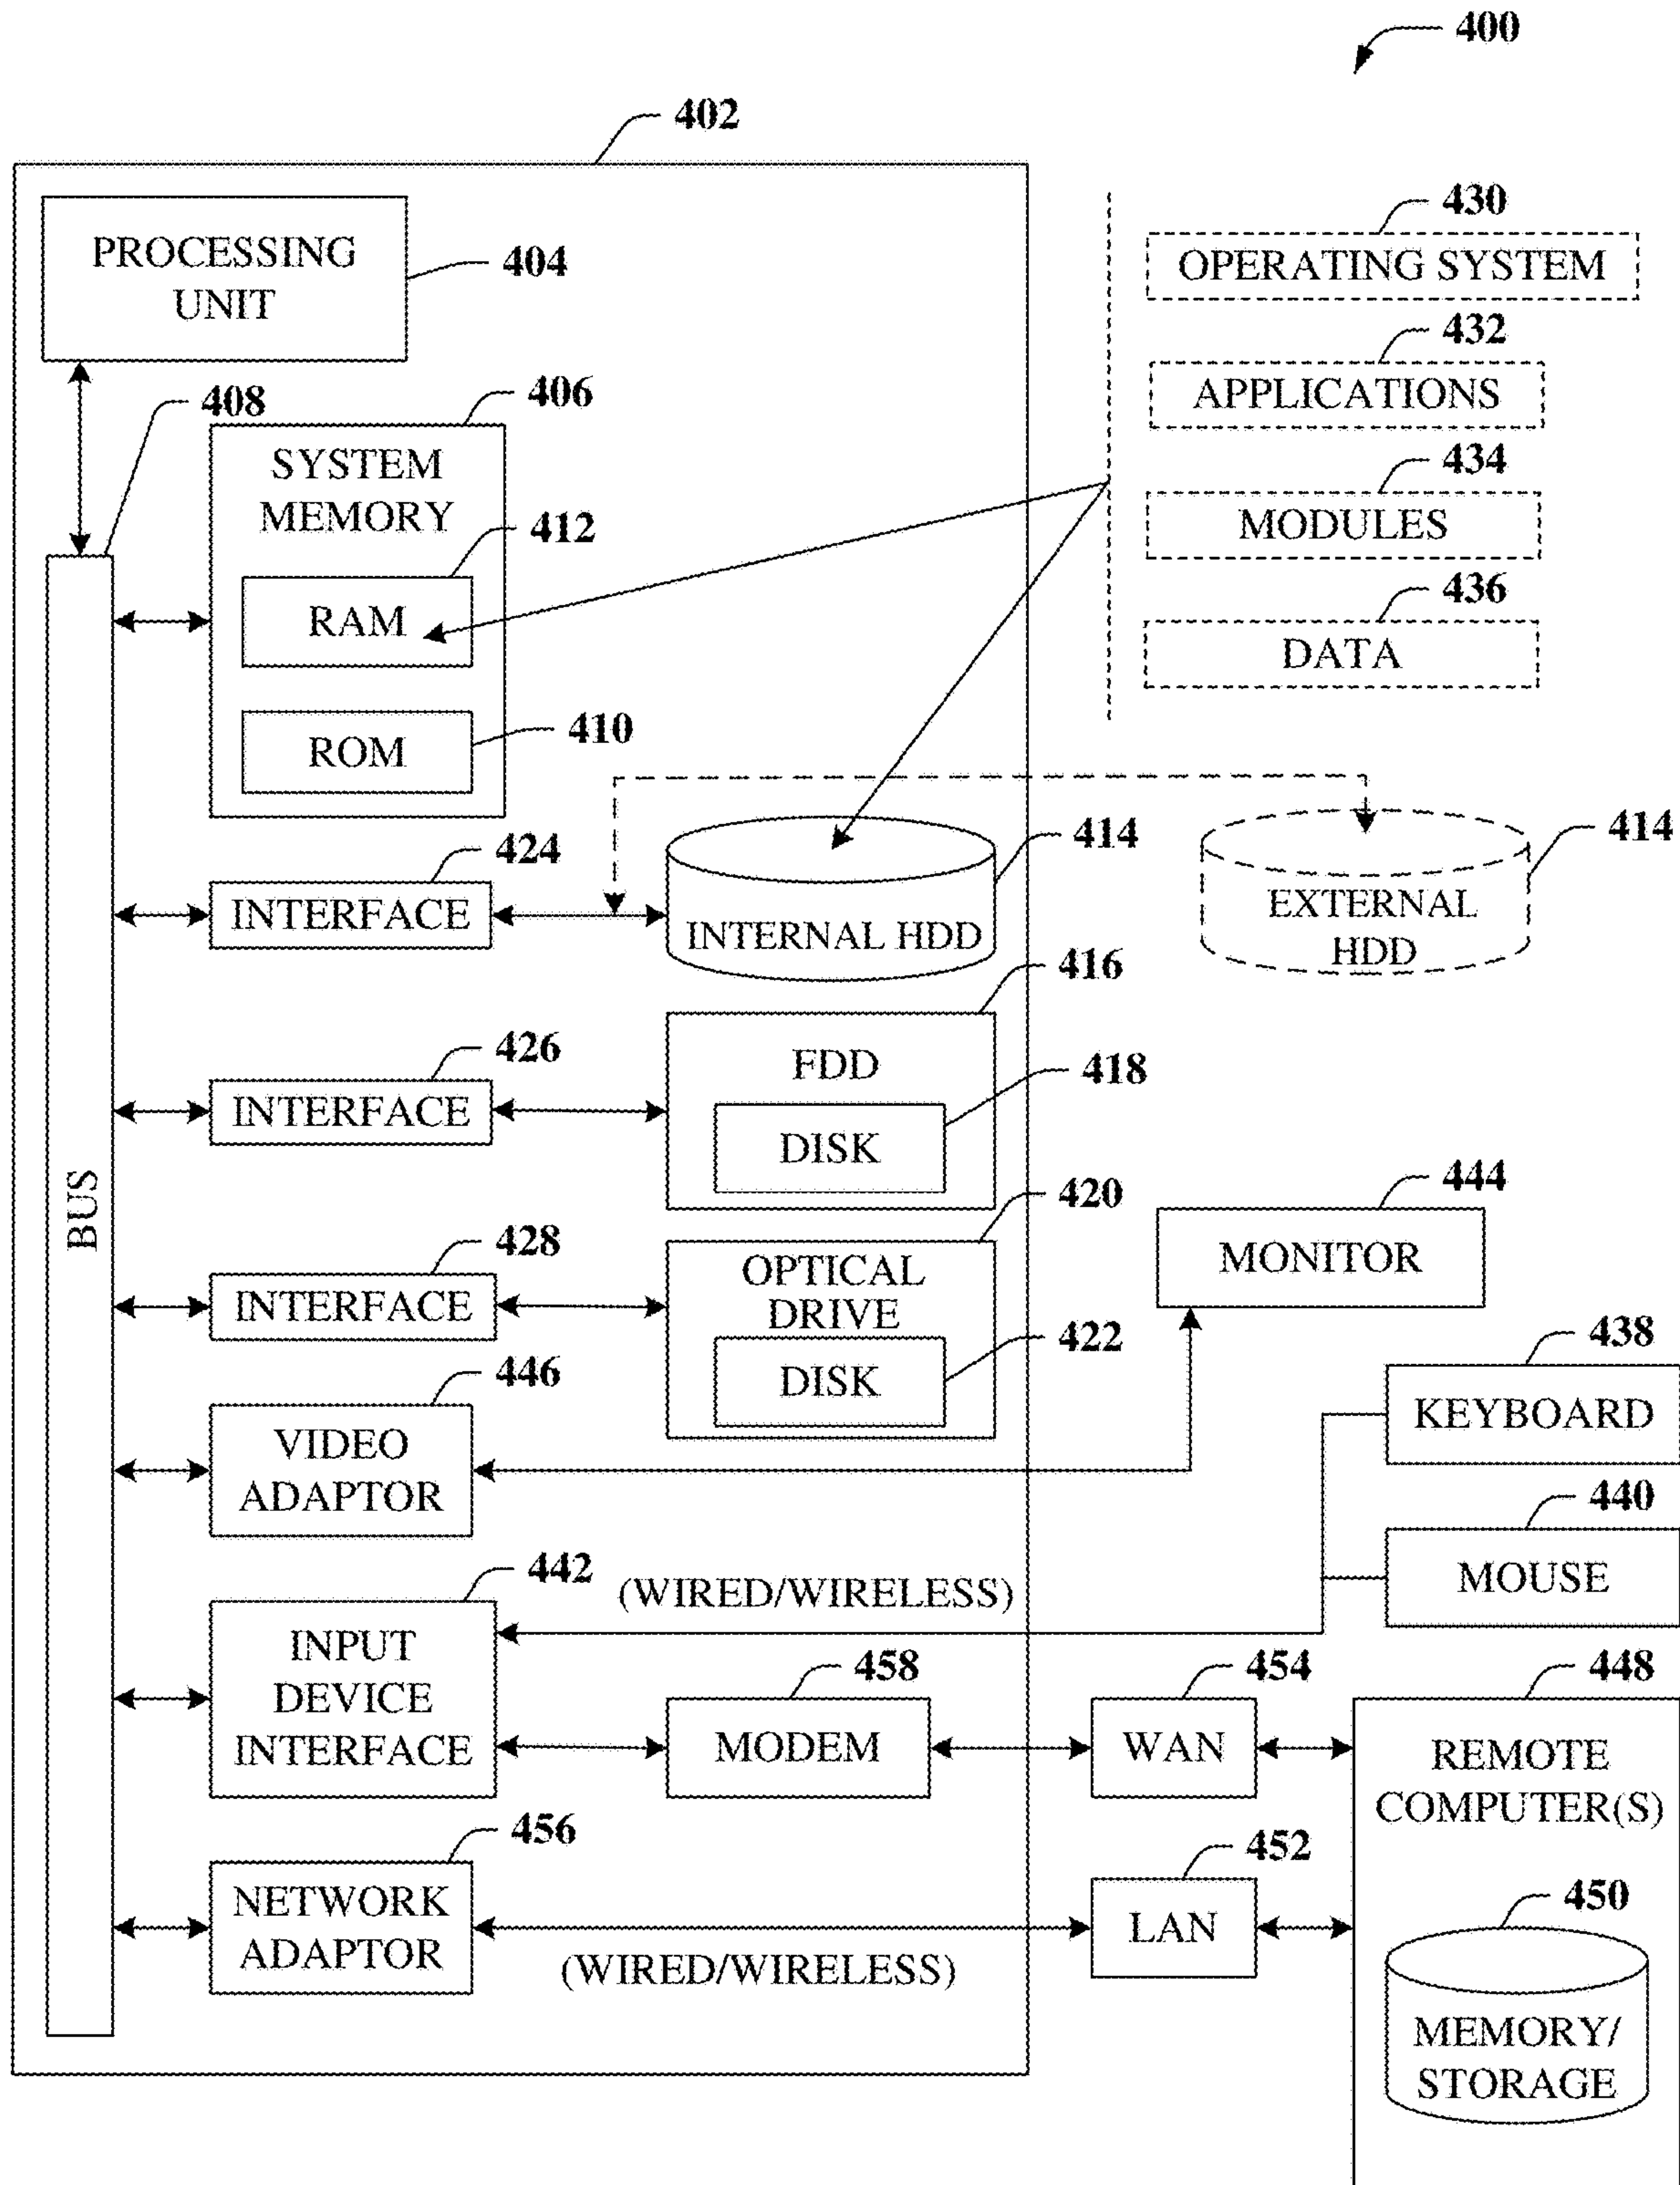 400
402
PROCESSING
UNIT
404
430
OPERATING SYSTEM
432
APPLICATIONS
434
MODULES
436
DATA
408
406
SYSTEM
MEMORY
412
RAM
410
ROM
BUS
424
INTERFACE
414
INTERNAL HDD
414
EXTERNAL
HDD
426
INTERFACE
416
FDD
418
DISK
428
INTERFACE
420
OPTICAL
DRIVE
422
DISK
444
MONITOR
446
VIDEO
ADAPTOR
438
KEYBOARD
440
MOUSE
442
(WIRED/WIRELESS)
INPUT
DEVICE
INTERFACE
458
MODEM
454
WAN
448
REMOTE
COMPUTER(S)
456
NETWORK
ADAPTOR
(WIRED/WIRELESS)
452
LAN
450
MEMORY/
STORAGE